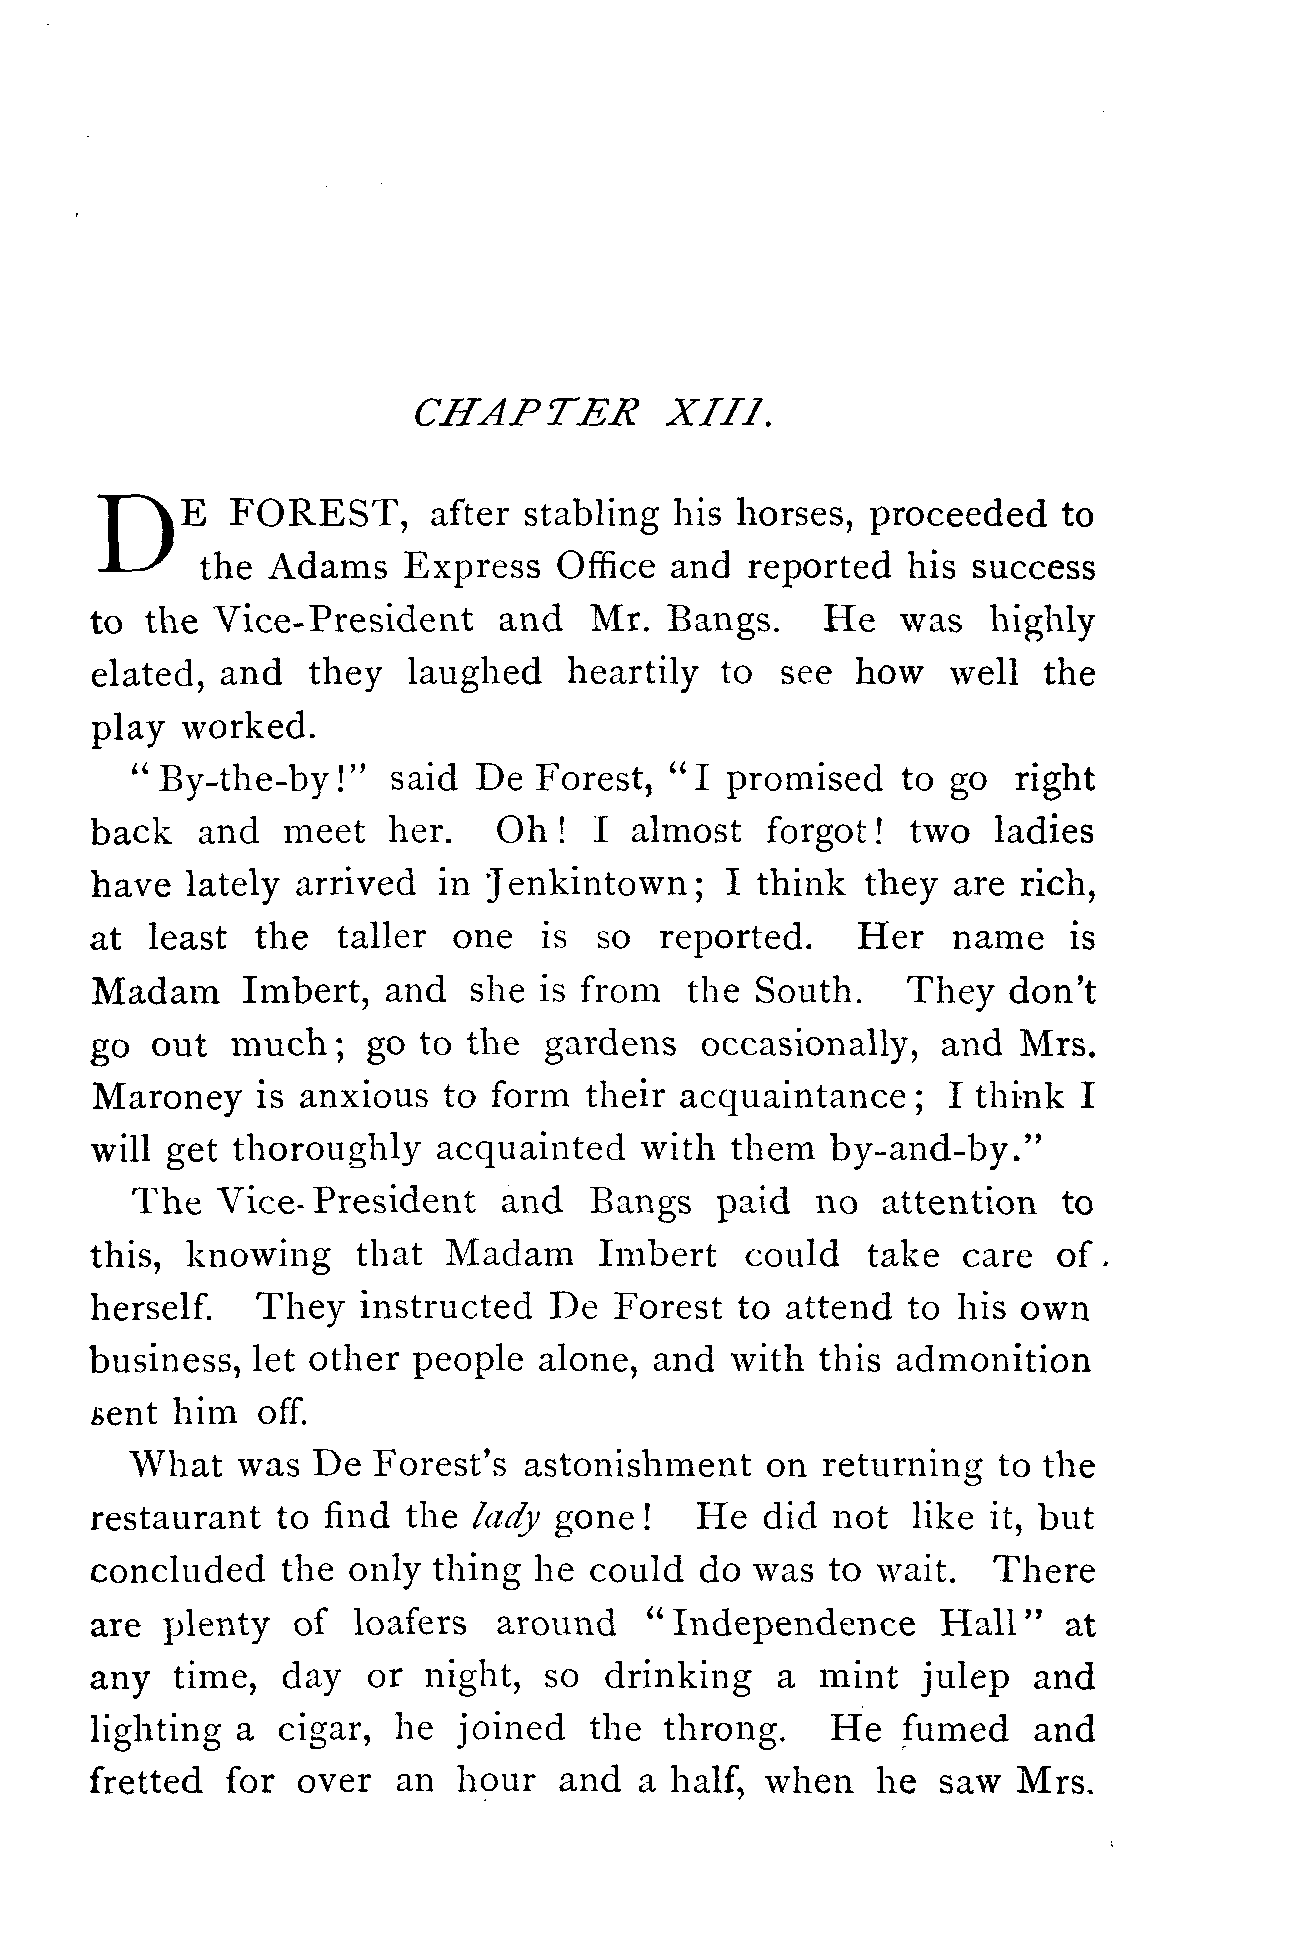 CHAPTER XIII.
DE FOREST, after stabling his horses, proceeded to
the Adams Express Office and reported his success
to the Vice-President and Mr. Bangs. He was highly
elated, and they laughed heartily to see how well the
play worked.
"By-the-by!" said De Forest, "I promised to go right
back and meet her. Oh! I almost forgot! two ladies
have lately arrived in Jenkintown; I think they are rich,
at least the taller one is so reported. Her name is
Madam Imbert, and she is from the South. They don't
go out much; go to the gardens occasionally, and Mrs.
Maroney is anxious to form their acquaintance; I think I
will get thoroughly acquainted with them by-and-by."
The Vice-President and Bangs paid no attention to
this, knowing that Madam Imbert could take care of
herself. They instructed De Forest to attend to his own
business, let other people alone, and with this admonition
sent him off.
What was De Forest's astonishment on returning to the
restaurant to find the lady gone! He did not like it, but
concluded the only thing he could do was to wait. There
are plenty of loafers around "Independence Hall" at
any time, day or night, so drinking a mint julep and
lighting a cigar, he joined the throng. He fumed and
fretted for over an hour and a half, when he saw Mrs.